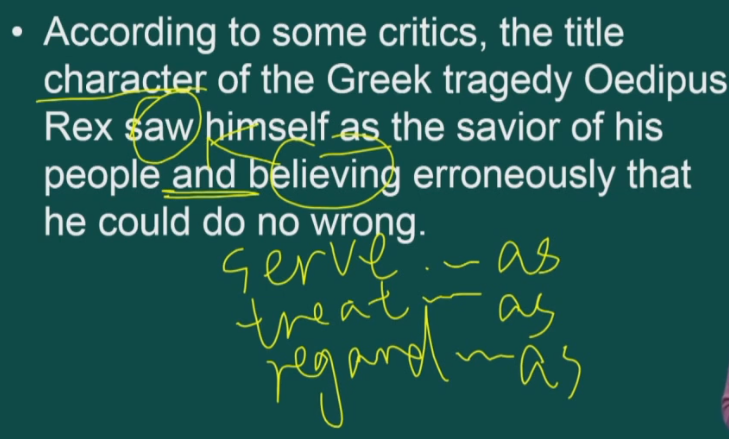 • According to some critics, the title
character of the Greek tragedy Oedipus
Rex saw himself as the savior of his
people and believing erroneously that
he could do no wrong.
serve ~ as
treat ~ as
regard ~ as